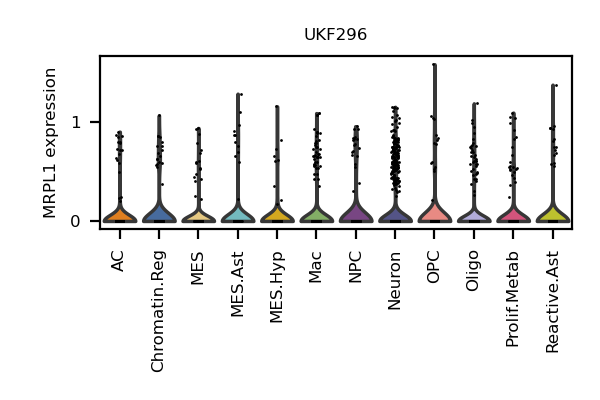 UKF296
MRPL1 expression
1
0
AC
Chromatin.Reg
MES
MES.Ast
MES.Hyp
Mac
NPC
Neuron
OPC
Oligo
Prolif.Metab
Reactive.Ast